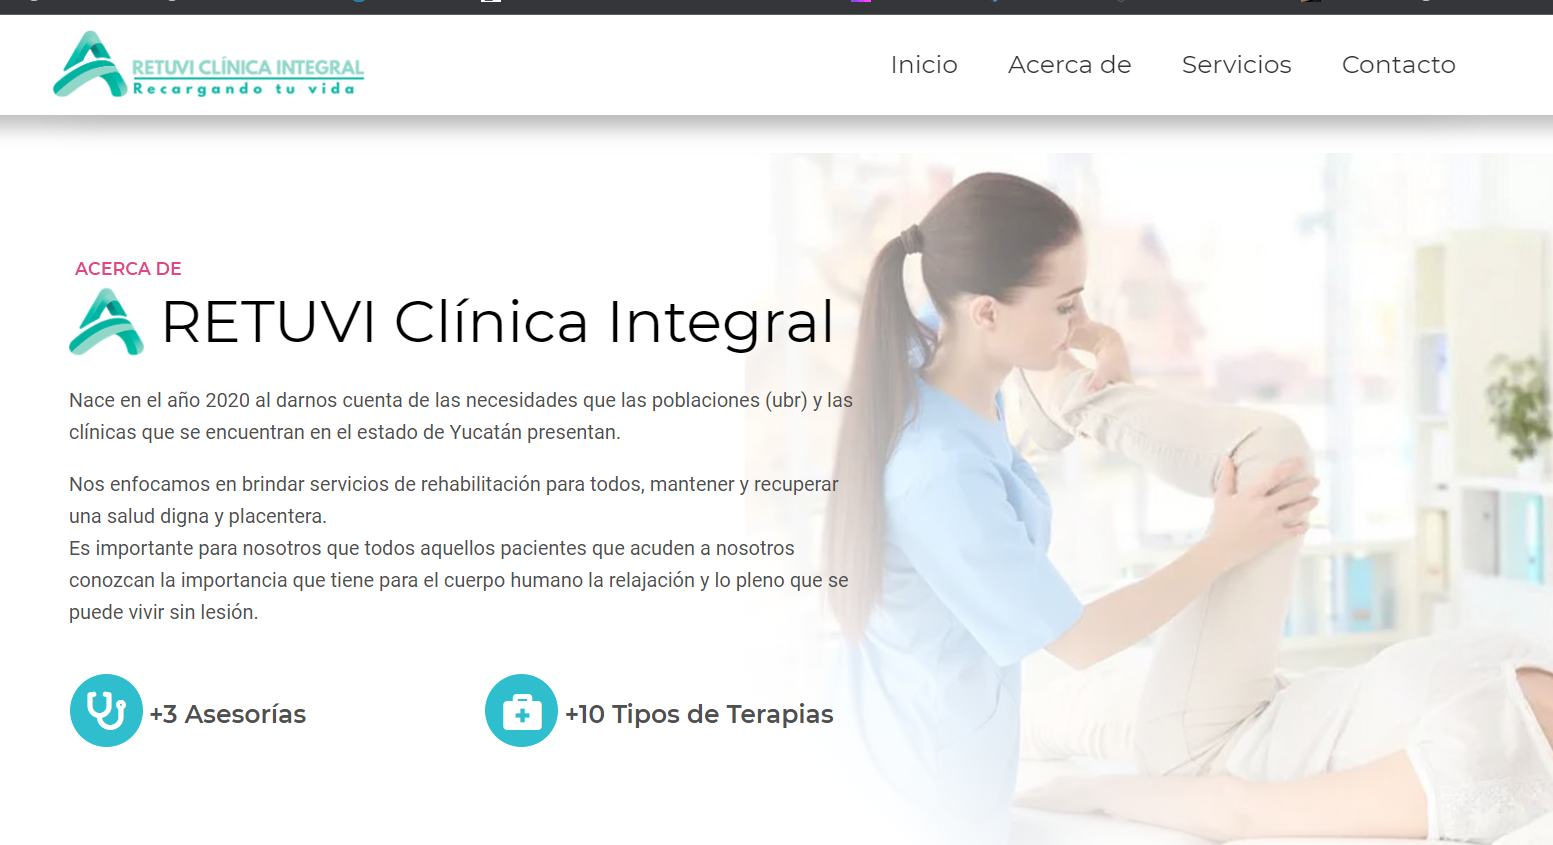 RETUVI CLÍNICA INTEGRAL
Recargando tu vida
Inicio
Acerca de
Servicios
Contacto
ACERCA DE
RETUVI Clínica Integral
Nace en el año 2020 al darnos cuenta de las necesidades que las poblaciones (ubr) y las
clínicas que se encuentran en el estado de Yucatán presentan.
Nos enfocamos en brindar servicios de rehabilitación para todos, mantener y recuperar
una salud digna y placentera.
Es importante para nosotros que todos aquellos pacientes que acuden a nosotros
conozcan la importancia que tiene para el cuerpo humano la relajación y lo pleno que se
puede vivir sin lesión.
+3 Asesorías
+10 Tipos de Terapias